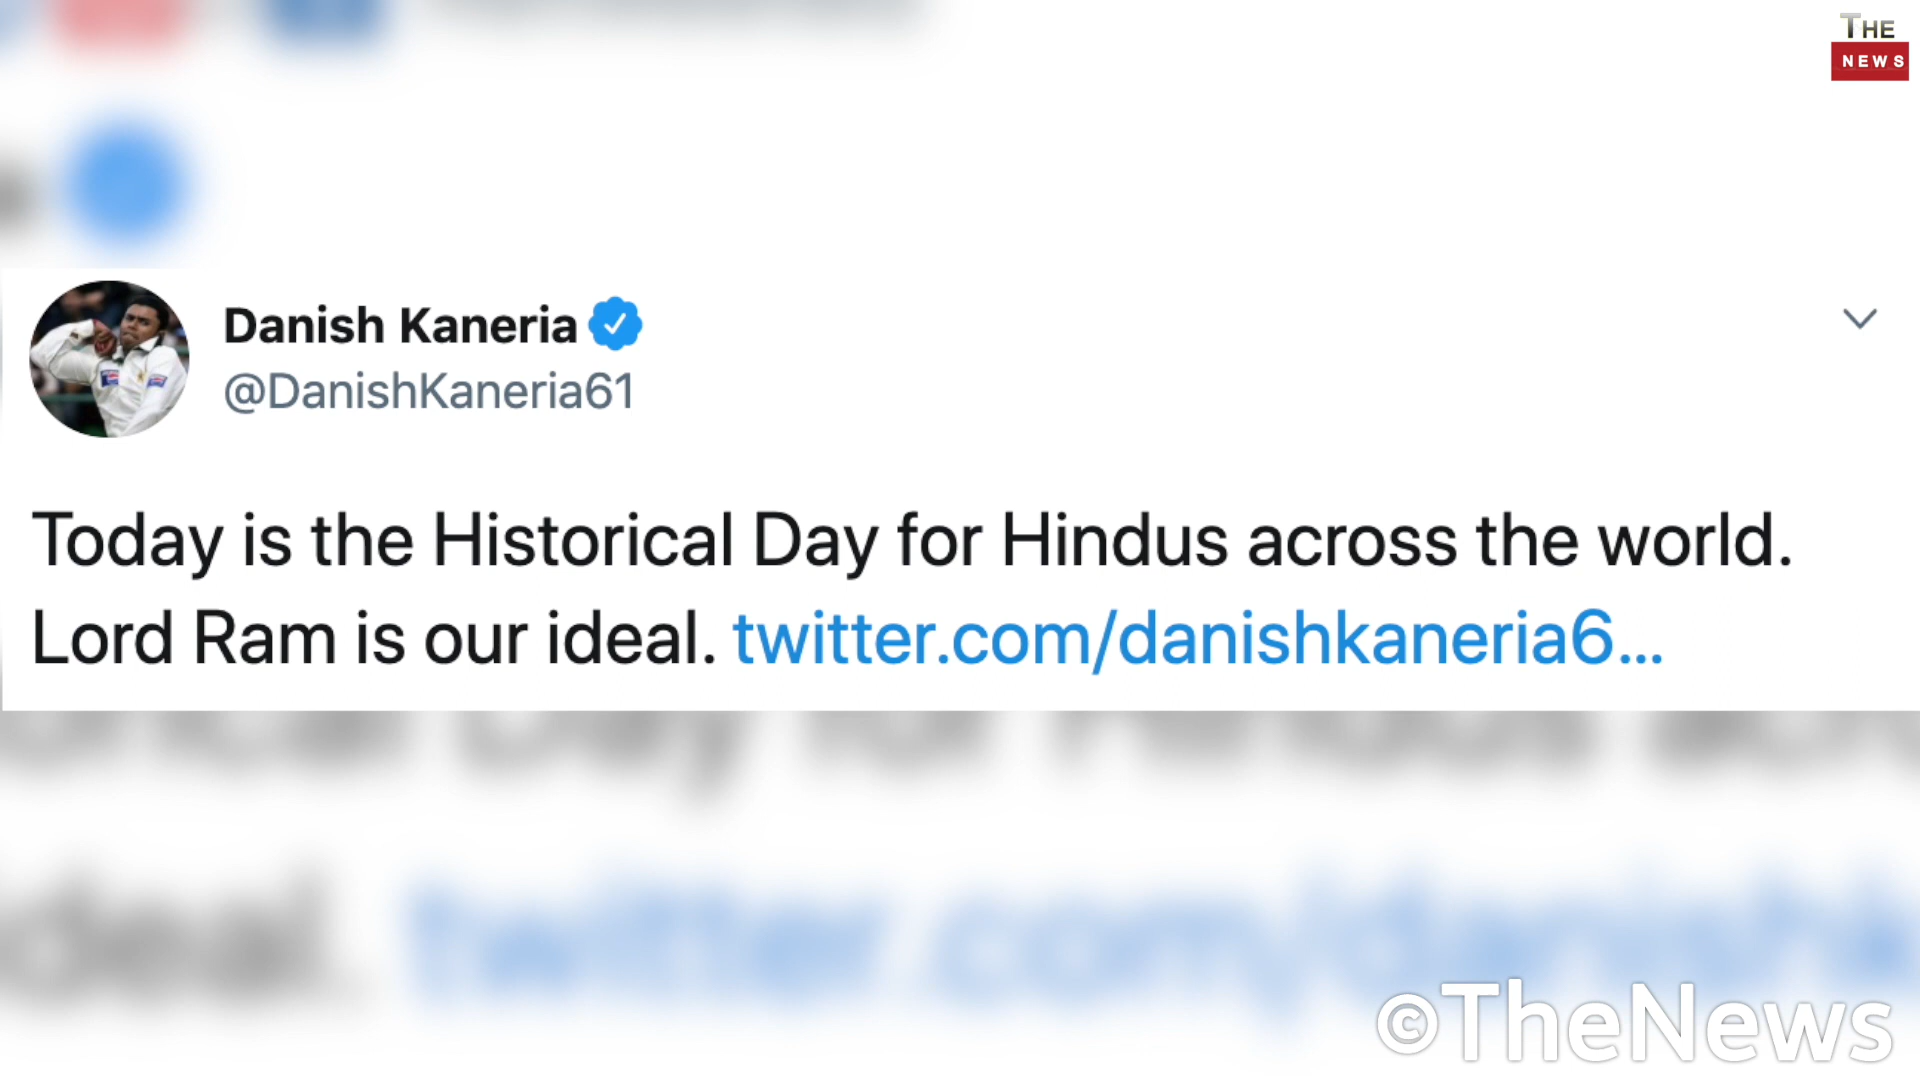 THE
NEWS
Danish Kaneria
@DanishKaneria61
Today is the Historical Day for Hindus across the world.
Lord Ram is our ideal. twitter.com/danishkaneria6...
©TheNews